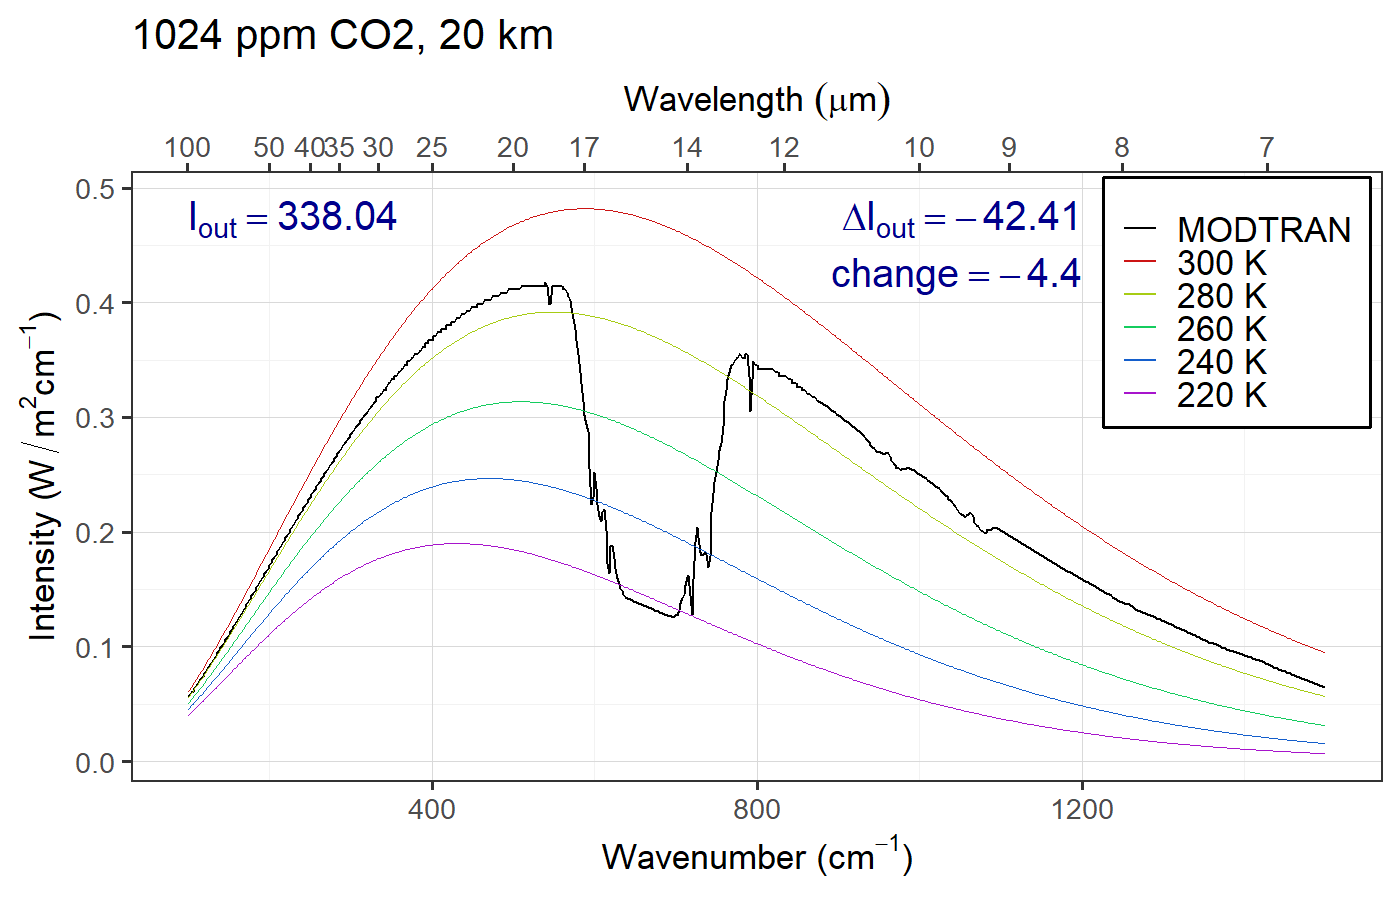 1024 ppm CO2, 20 km
Wavelength (μm)
100 50 40 35 30 25 20 17 14 12 10 9 8 7
I_out = 338.04
ΔI_out = − 42.41
change = − 4.4
MODTRAN
300 K
280 K
260 K
240 K
220 K
0.5
0.4
0.3
0.2
0.1
0.0
Intensity (W / m²cm⁻¹)
400 800 1200
Wavenumber (cm⁻¹)